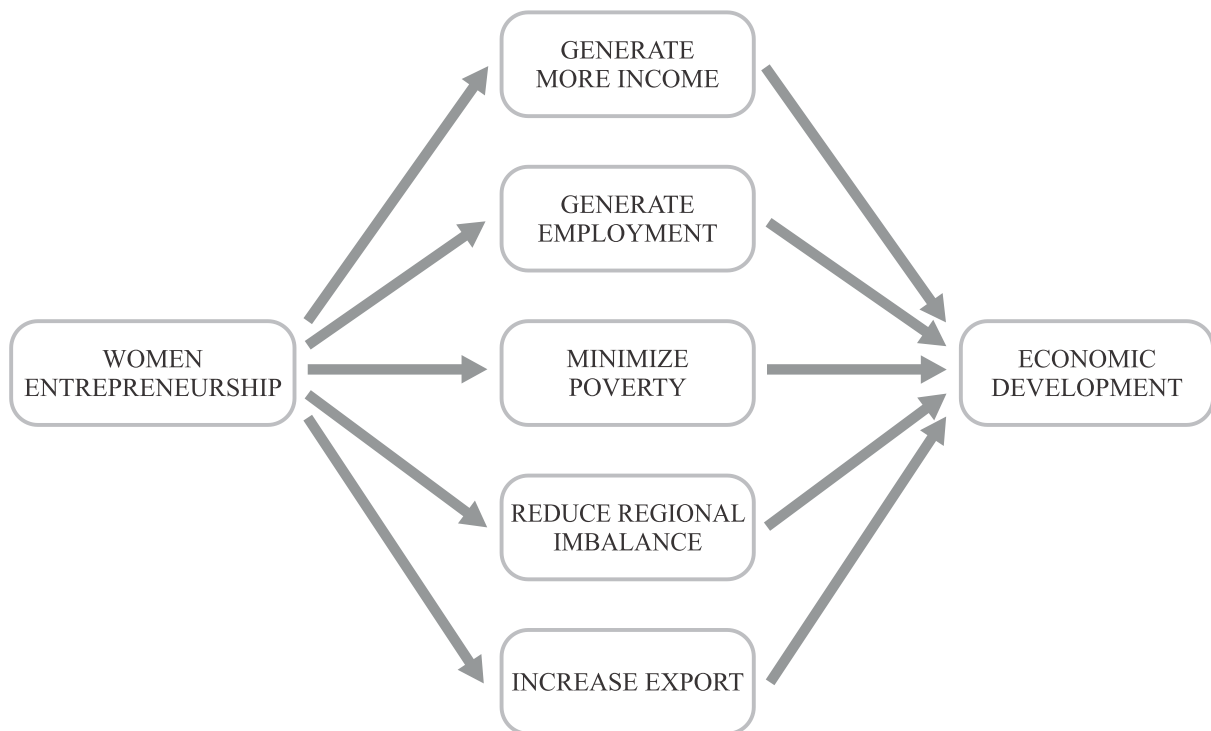 GENERATE
MORE INCOME
GENERATE
EMPLOYMENT
WOMEN
ENTREPRENEURSHIP
MINIMIZE
POVERTY
ECONOMIC
DEVELOPMENT
REDUCE REGIONAL
IMBALANCE
INCREASE EXPORT